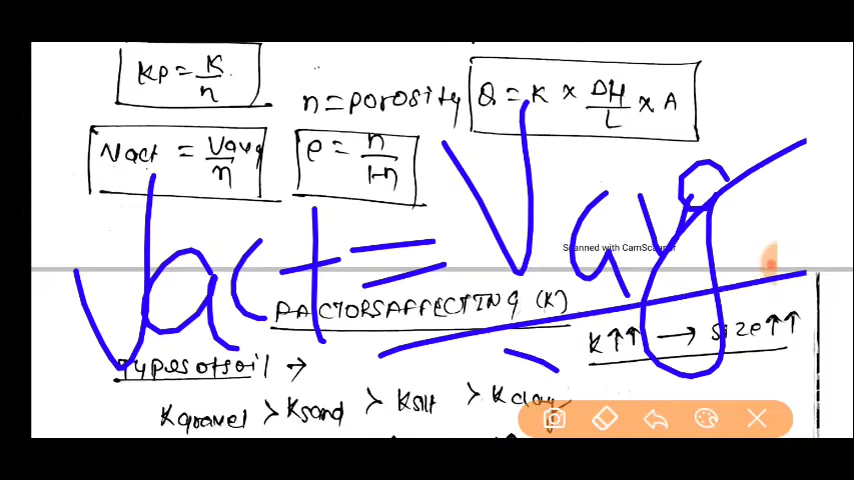 KP = K/n
n = porosity
Q = K × ΔH/L × A
Vact = Vavg/n
e = n/1-n
Vact = Vavg
Scanned with CamScanner
FACTORS AFFECTING (K)
K↑↑ → size↑↑
Types of soil →
Kgravel > Ksand > Ksilt > Kclay